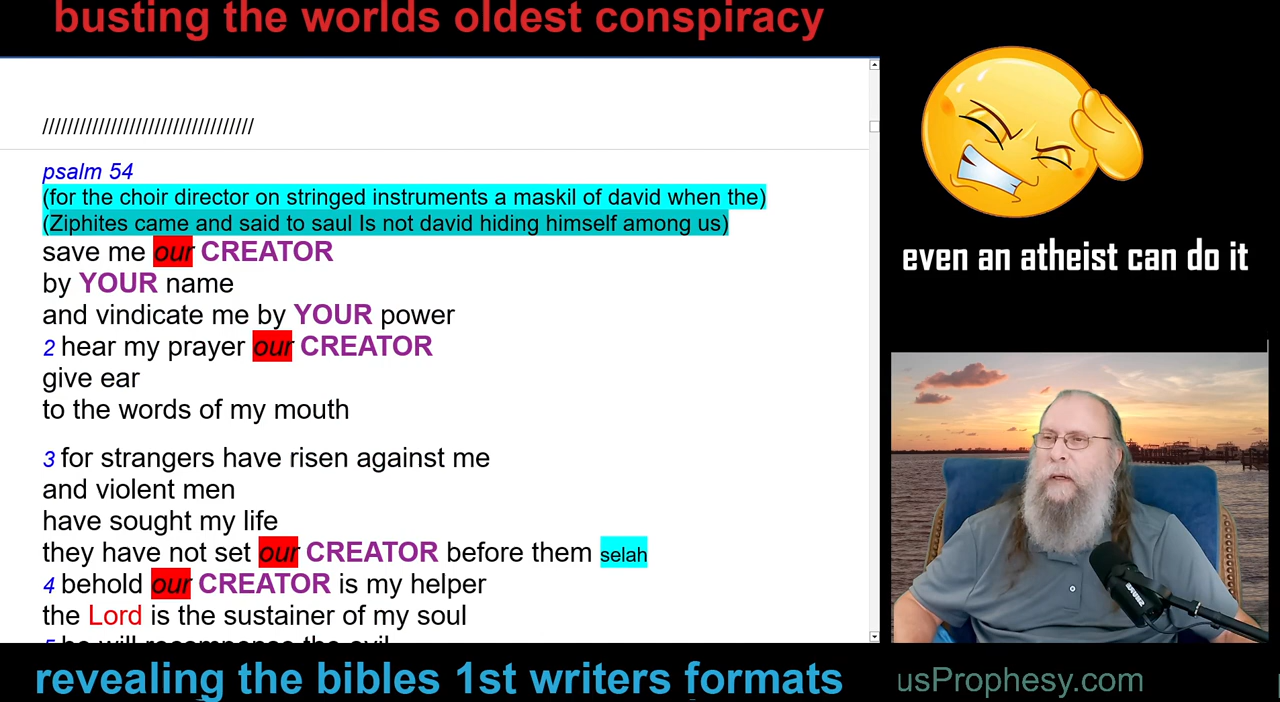 busting the worlds oldest conspiracy
//////////////////////////////////
psalm 54
(for the choir director on stringed instruments a maskil of david when the)
(Ziphites came and said to saul Is not david hiding himself among us)
save me our CREATOR
by YOUR name
and vindicate me by YOUR power
2 hear my prayer our CREATOR
give ear
to the words of my mouth
3 for strangers have risen against me
and violent men
have sought my life
they have not set our CREATOR before them selah
4 behold our CREATOR is my helper
the Lord is the sustainer of my soul
even an atheist can do it
revealing the bibles 1st writers formats
usProphesy.com